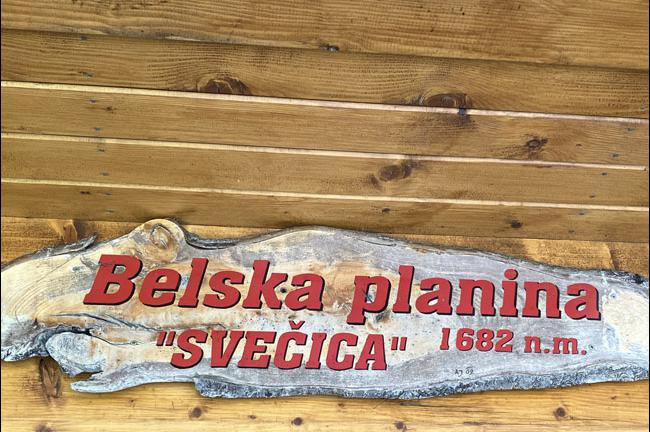 Belska planina
"SVEČICA" 1682 n.m.